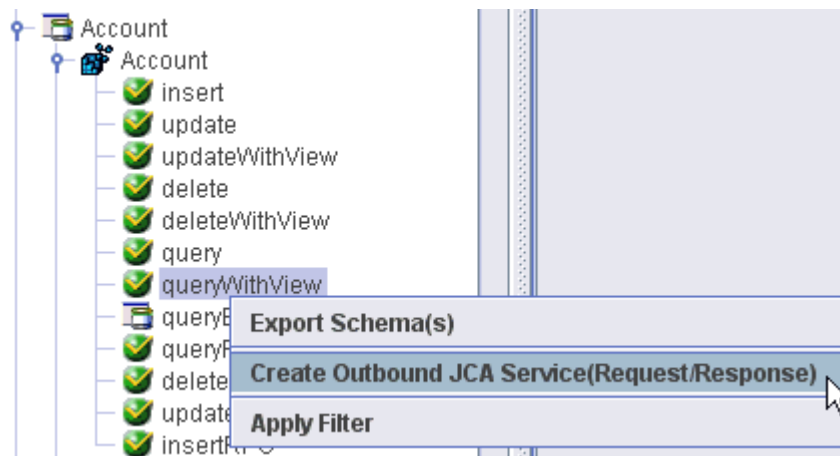 Account
Account
insert
update
updateWithView
delete
deleteWithView
query
queryWithView
Export Schema(s)
Create Outbound JCA Service(Request/Response)
Apply Filter